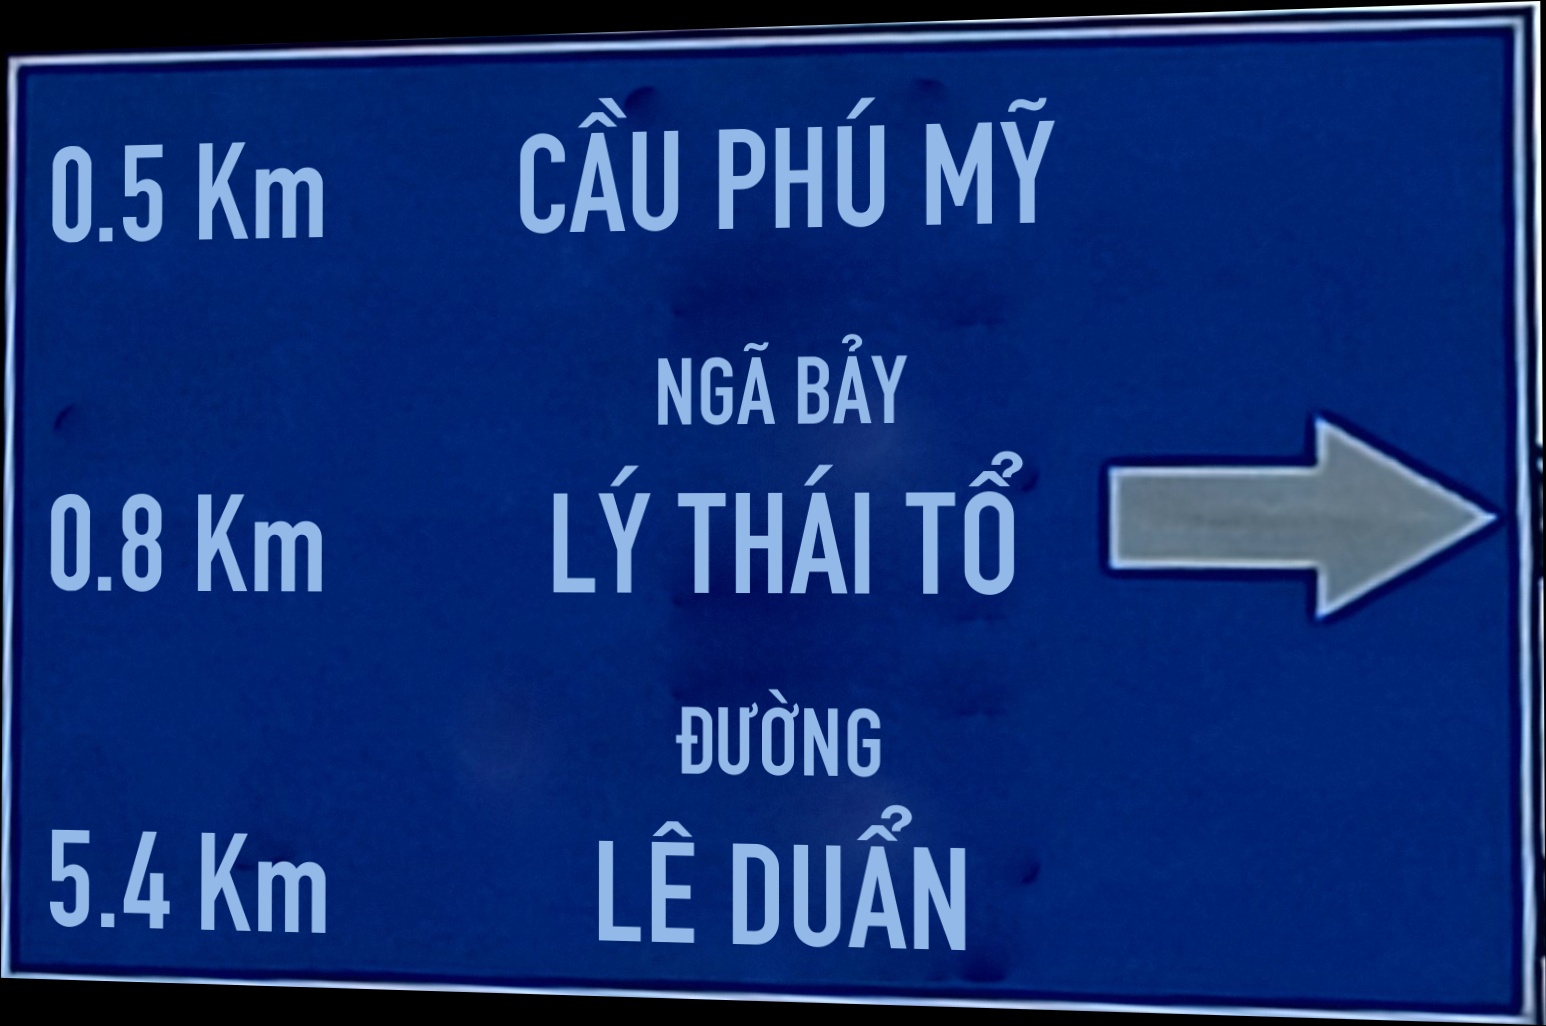 0.5 Km CẦU PHÚ MỸ
NGÃ BẢY
0.8 Km LÝ THÁI TỔ
ĐƯỜNG
5.4 Km LÊ DUẨN